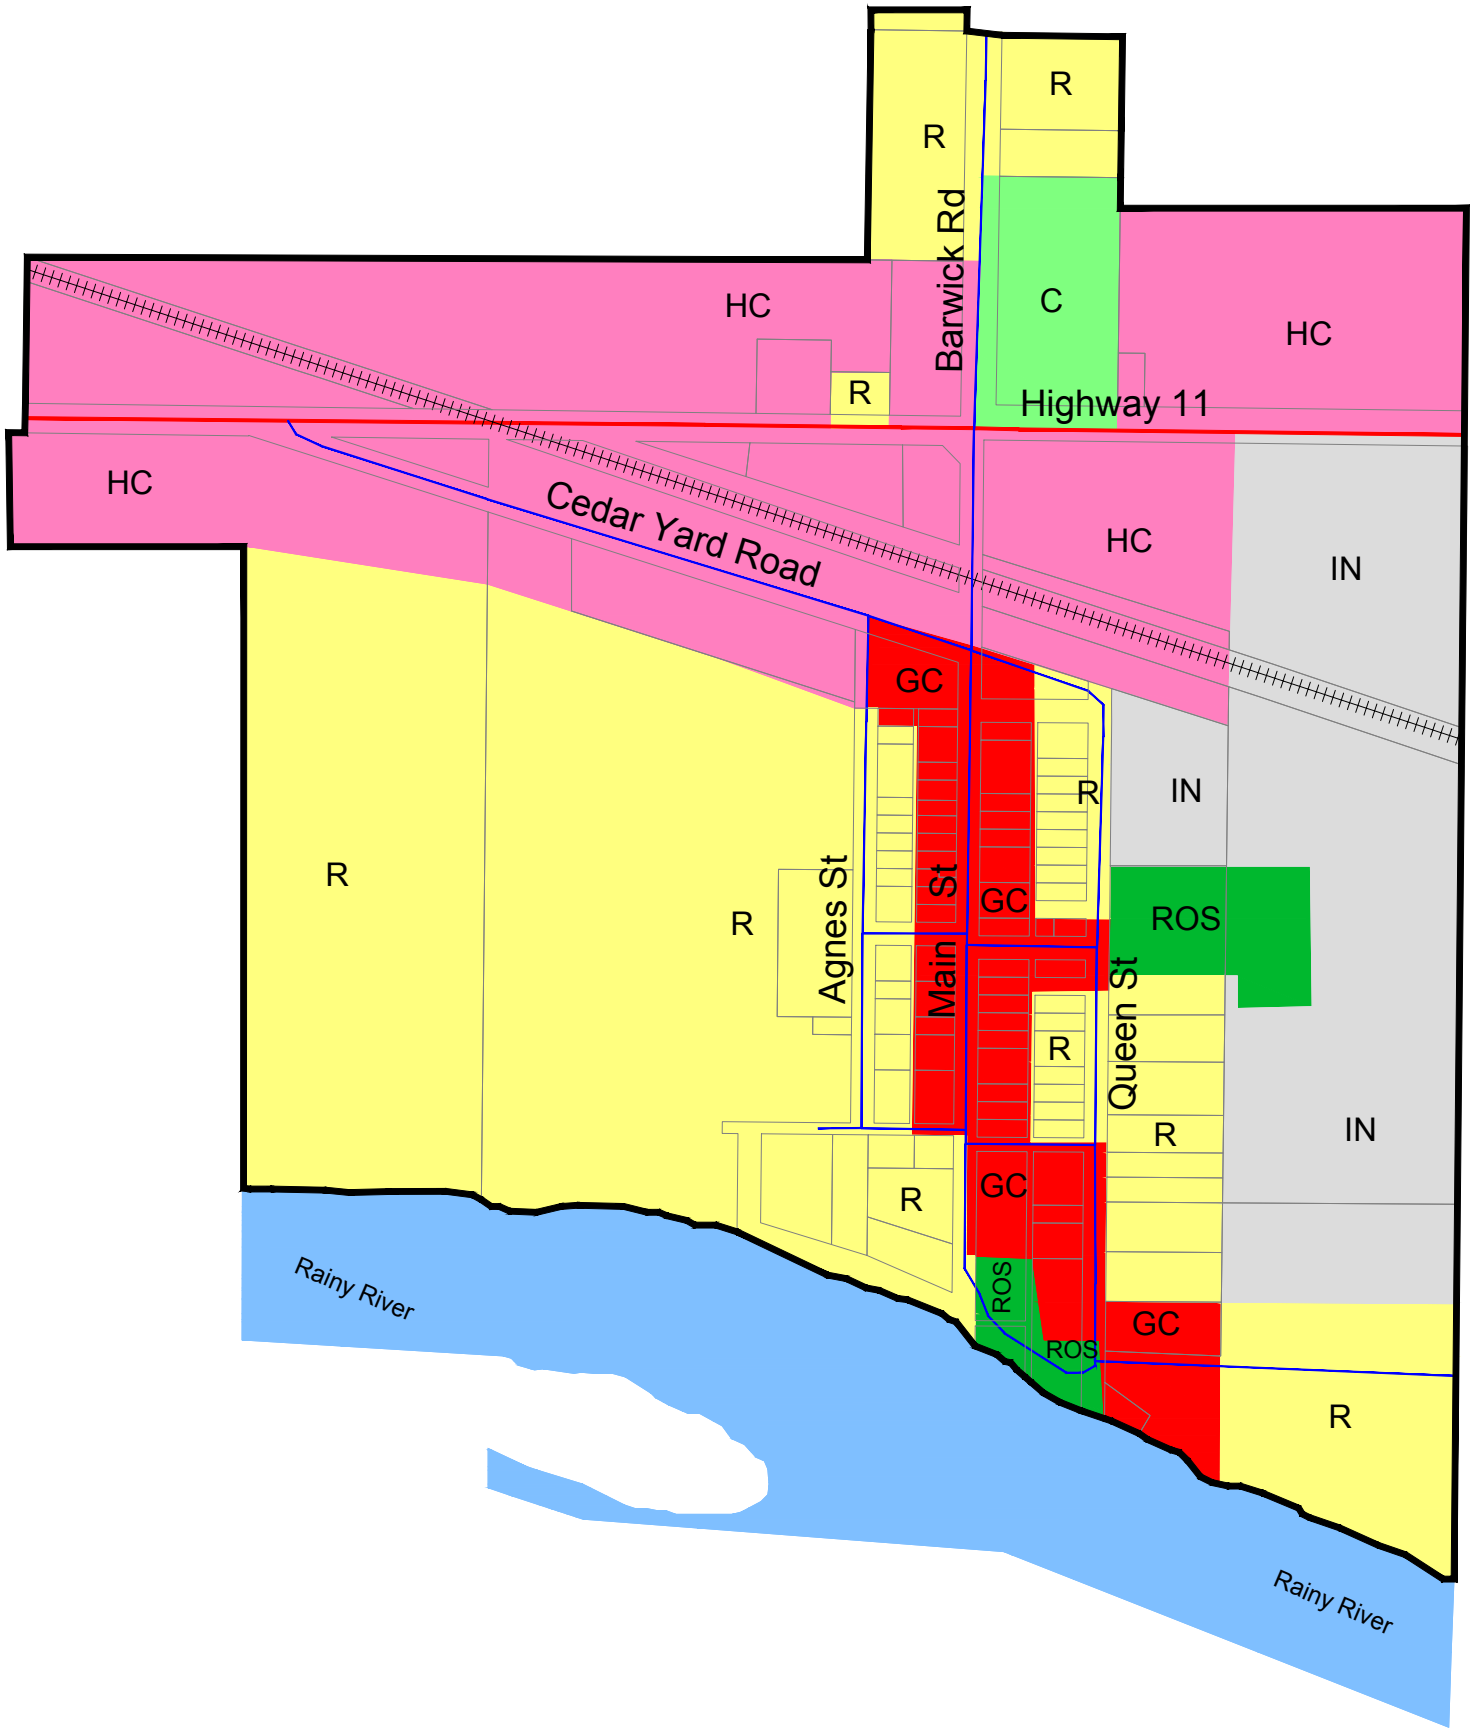 R
R
Barwick Rd
HC
C
HC
R
Highway 11
HC
Cedar Yard Road
HC
IN
GC
R
IN
R
R
Agnes St
Main St
GC
ROS
Queen St
R
R
IN
R
GC
ROS
ROS
GC
R
Rainy River
Rainy River